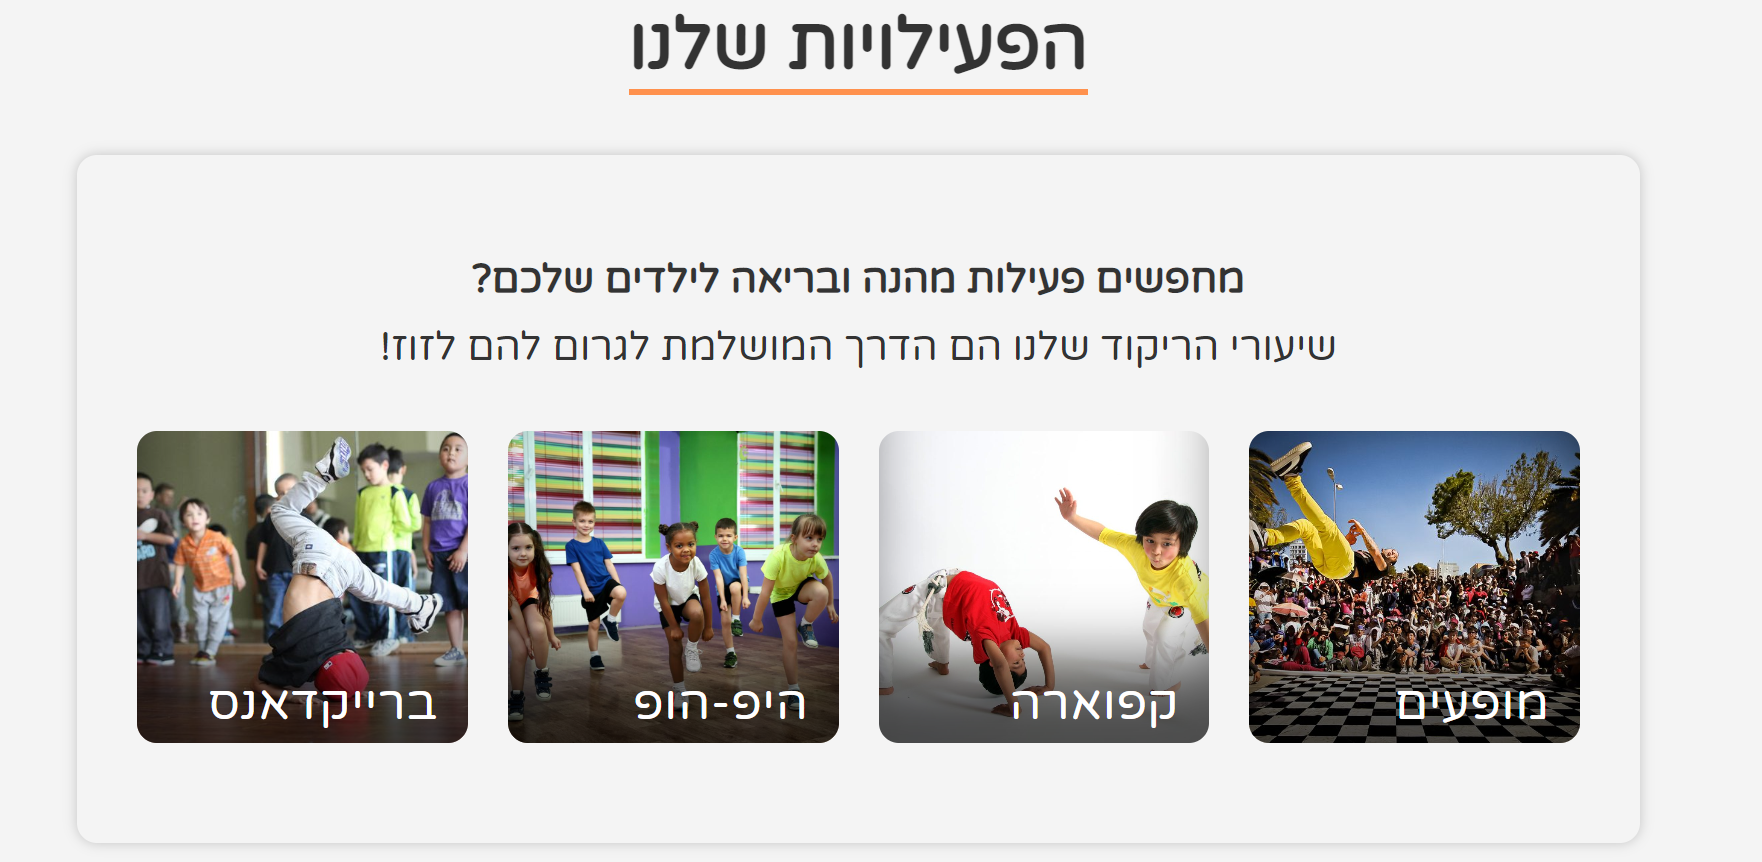 הפעילויות שלנו
מחפשים פעילות מהנה ובריאה לילדים שלכם?
שיעורי הריקוד שלנו הם הדרך המושלמת לגרום להם לזוז!
מופעים
קפוארה
היפ-הופ
ברייקדאנס